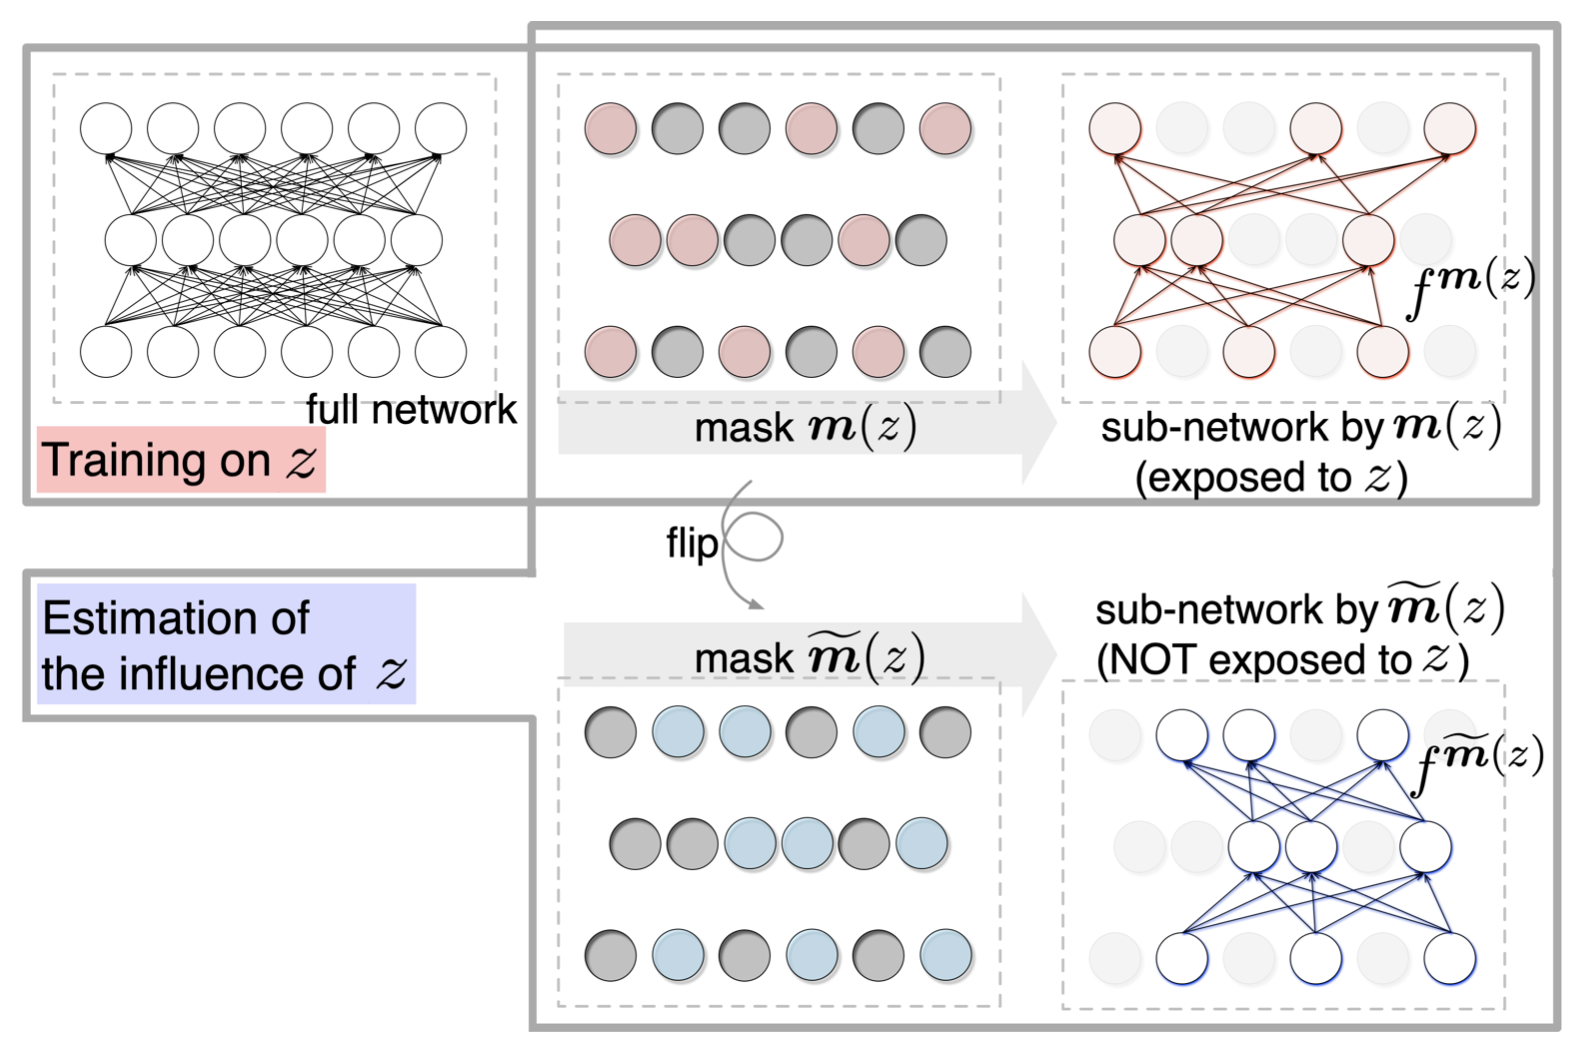 full network
Training on z
mask m(z)
f^m(z)
sub-network by m(z)
(exposed to z)
flip
Estimation of
the influence of z
mask m̃(z)
sub-network by m̃(z)
(NOT exposed to z)
f^m̃(z)